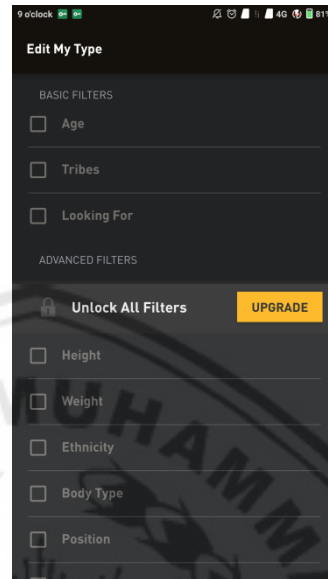 9 o'clock 4G 81%
Edit My Type
BASIC FILTERS
Age
Tribes
Looking For
ADVANCED FILTERS
Unlock All Filters UPGRADE
Height
Weight
Ethnicity
Body Type
Position
MUHAMM